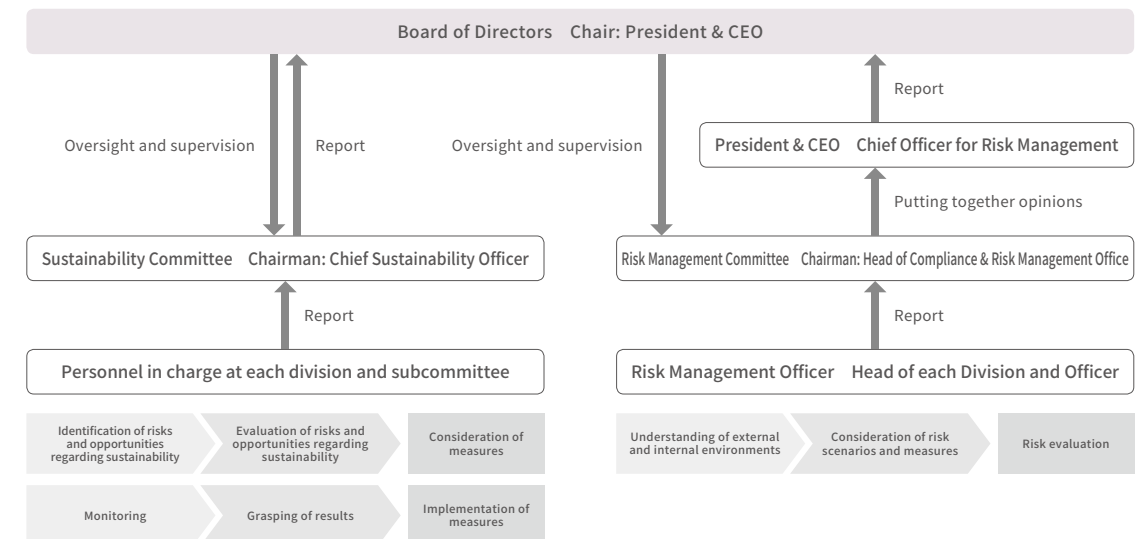 Board of Directors Chair: President & CEO
Oversight and supervision
Report
Oversight and supervision
Report
President & CEO Chief Officer for Risk Management
Putting together opinions
Sustainability Committee Chairman: Chief Sustainability Officer
Risk Management Committee Chairman: Head of Compliance & Risk Management Office
Report
Report
Personnel in charge at each division and subcommittee
Risk Management Officer Head of each Division and Officer
Identification of risks
and opportunities
regarding sustainability
Evaluation of risks and
opportunities regarding
sustainability
Consideration of
measures
Understanding of external
and internal environments
Consideration of risk
scenarios and measures
Risk evaluation
Monitoring
Grasping of results
Implementation of
measures